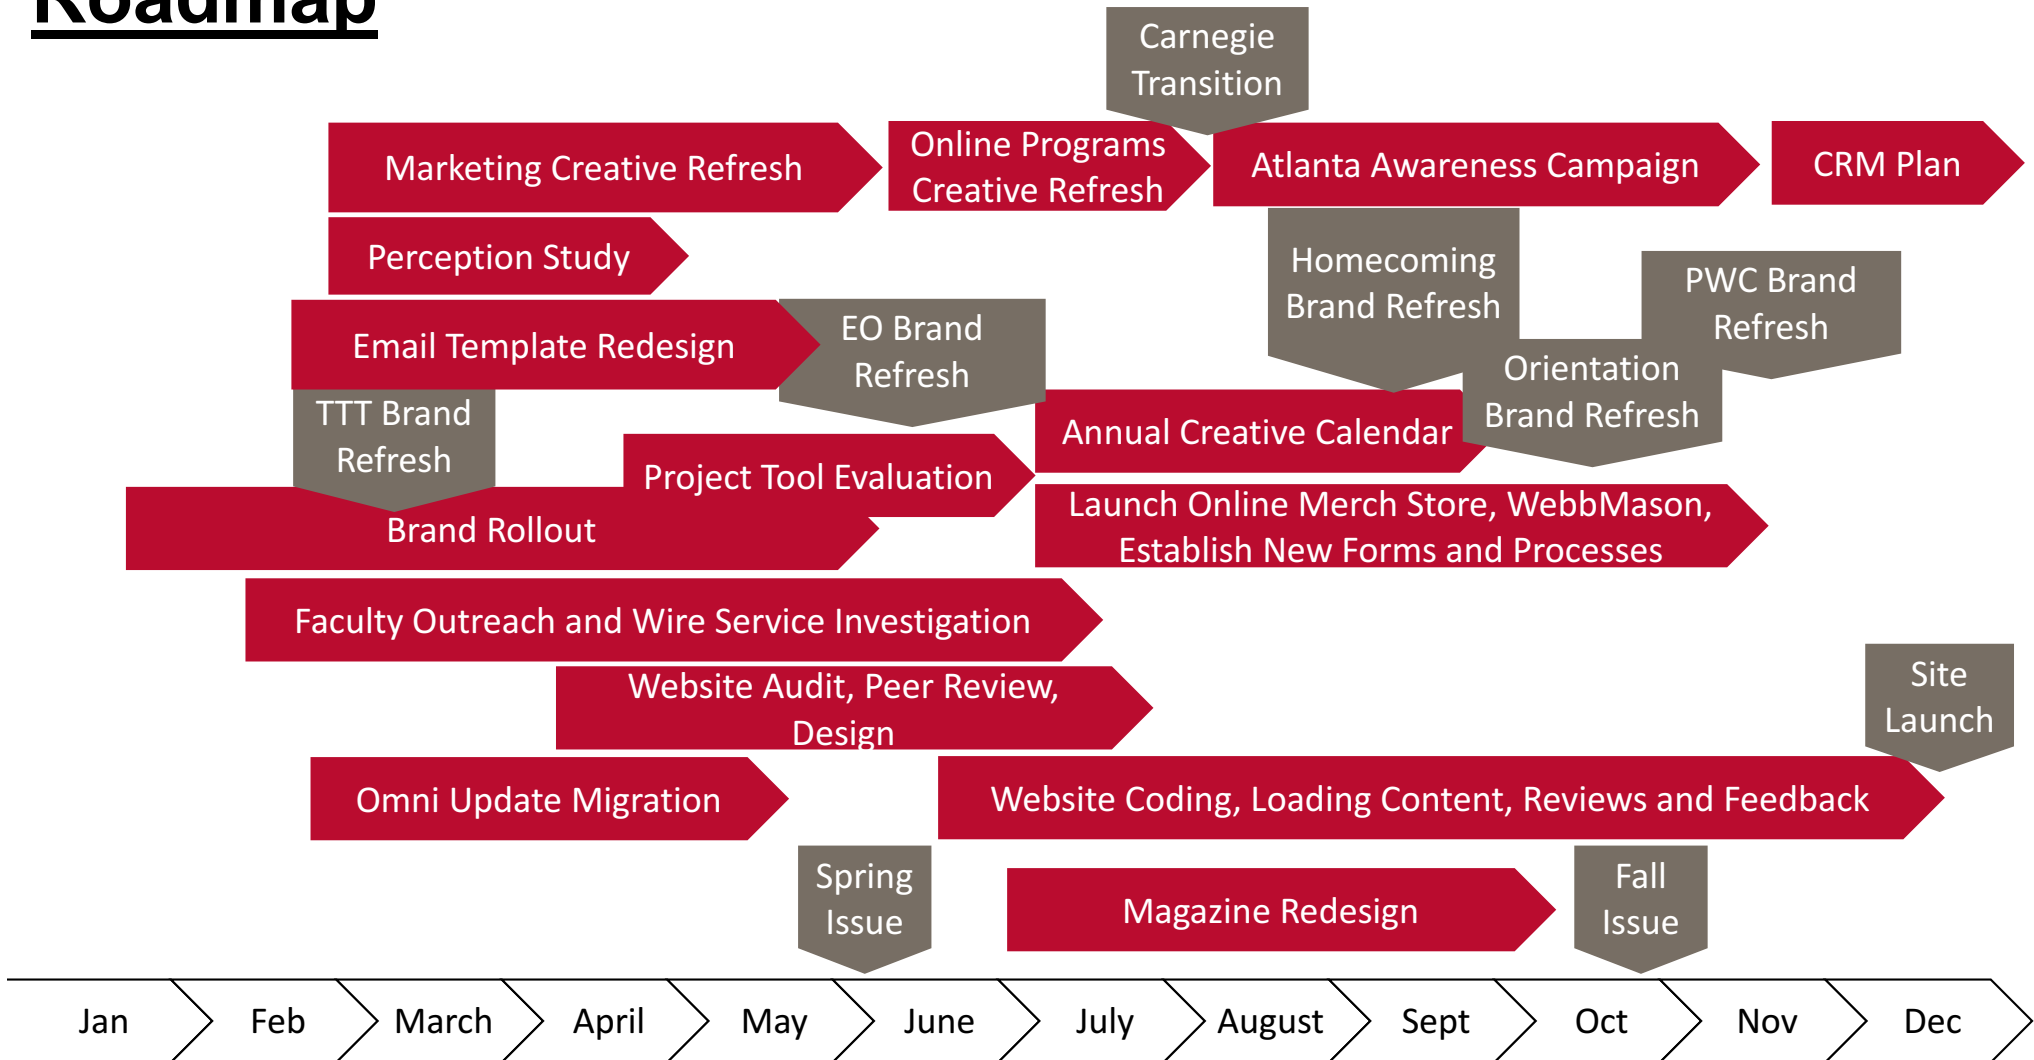 Roadmap
Carnegie
Transition
Marketing Creative Refresh
Online Programs
Creative Refresh
Atlanta Awareness Campaign
CRM Plan
Perception Study
Homecoming
Brand Refresh
PWC Brand
Refresh
Email Template Redesign
EO Brand
Refresh
Orientation
Brand Refresh
TTT Brand
Refresh
Annual Creative Calendar
Project Tool Evaluation
Brand Rollout
Launch Online Merch Store, WebbMason,
Establish New Forms and Processes
Faculty Outreach and Wire Service Investigation
Website Audit, Peer Review,
Design
Site
Launch
Omni Update Migration
Website Coding, Loading Content, Reviews and Feedback
Spring
Issue
Magazine Redesign
Fall
Issue
Jan
Feb
March
April
May
June
July
August
Sept
Oct
Nov
Dec